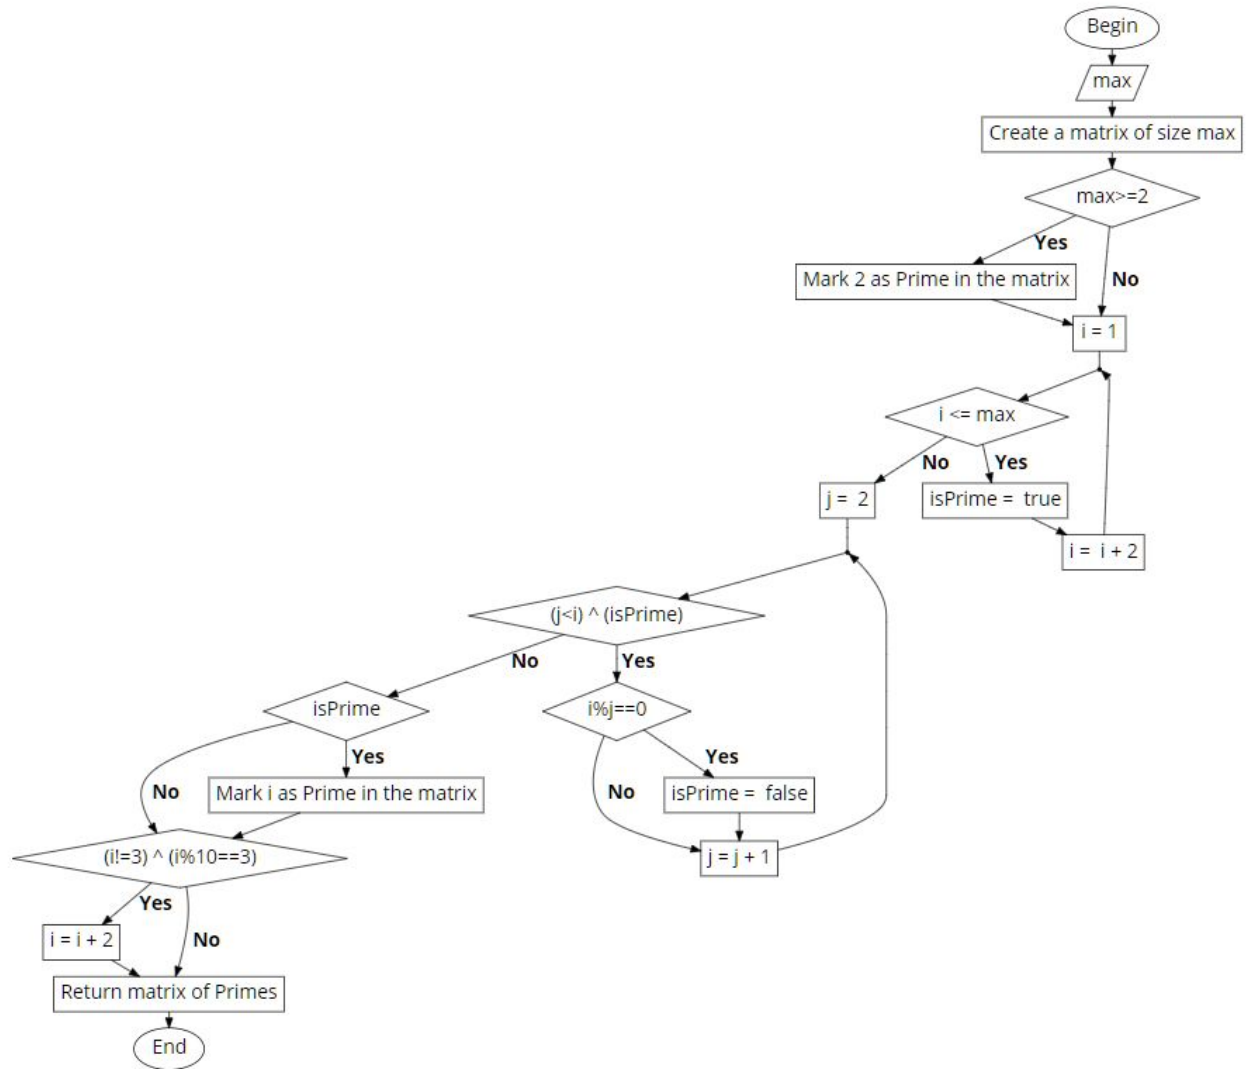 Begin
max
Create a matrix of size max
max>=2
Yes
Mark 2 as Prime in the matrix
No
i = 1
i <= max
No
Yes
j =  2
isPrime =  true
i =  i + 2
(j<i) ^ (isPrime)
No
Yes
isPrime
i%j==0
Yes
Yes
No
Mark i as Prime in the matrix
No
isPrime =  false
(i!=3) ^ (i%10==3)
j = j + 1
Yes
i = i + 2
No
Return matrix of Primes
End